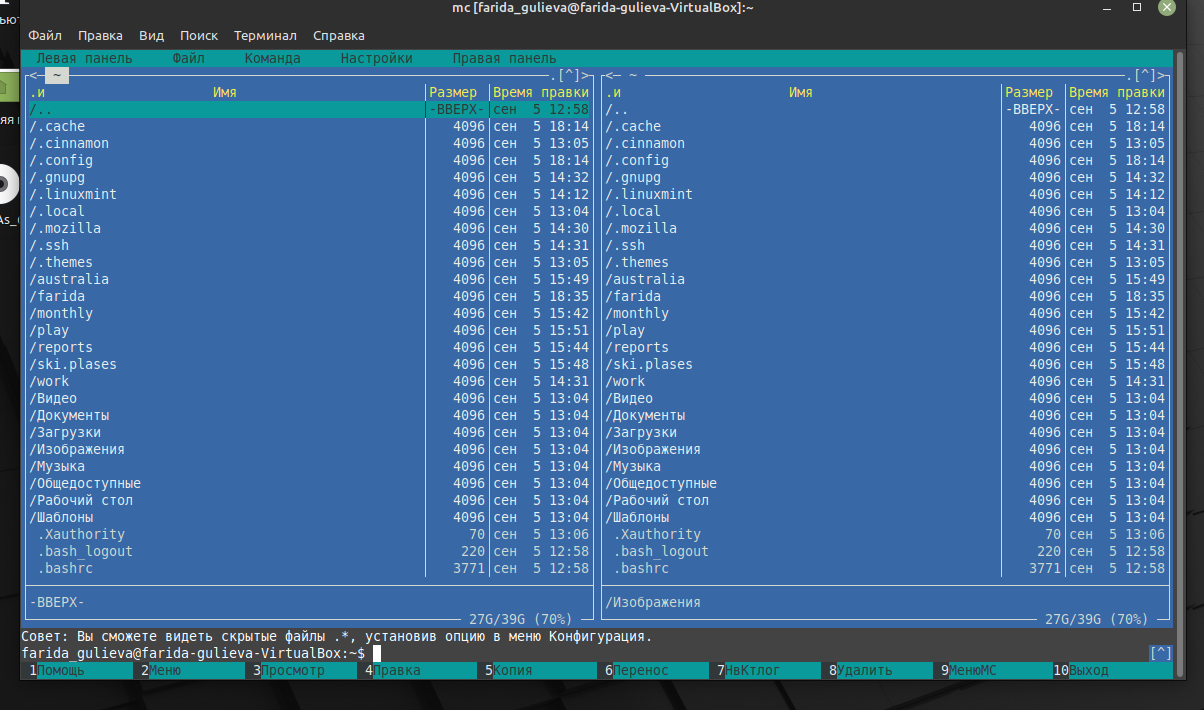 mc [farida_gulieva@farida-gulieva-VirtualBox]:~
Файл Правка Вид Поиск Терминал Справка
Левая панель Файл Команда Настройки Правая панель
<─ ~ .[^]> <─ ~ .[^]>
.и Имя Размер Время правки .и Имя Размер Время правки
/.. -ВВЕРХ- сен 5 12:58 /.. -ВВЕРХ- сен 5 12:58
/.cache 4096 сен 5 18:14 /.cache 4096 сен 5 18:14
/.cinnamon 4096 сен 5 13:05 /.cinnamon 4096 сен 5 13:05
/.config 4096 сен 5 18:14 /.config 4096 сен 5 18:14
/.gnupg 4096 сен 5 14:32 /.gnupg 4096 сен 5 14:32
/.linuxmint 4096 сен 5 14:12 /.linuxmint 4096 сен 5 14:12
/.local 4096 сен 5 13:04 /.local 4096 сен 5 13:04
/.mozilla 4096 сен 5 14:30 /.mozilla 4096 сен 5 14:30
/.ssh 4096 сен 5 14:31 /.ssh 4096 сен 5 14:31
/.themes 4096 сен 5 13:05 /.themes 4096 сен 5 13:05
/australia 4096 сен 5 15:49 /australia 4096 сен 5 15:49
/farida 4096 сен 5 18:35 /farida 4096 сен 5 18:35
/monthly 4096 сен 5 15:42 /monthly 4096 сен 5 15:42
/play 4096 сен 5 15:51 /play 4096 сен 5 15:51
/reports 4096 сен 5 15:44 /reports 4096 сен 5 15:44
/ski.plases 4096 сен 5 15:48 /ski.plases 4096 сен 5 15:48
/work 4096 сен 5 14:31 /work 4096 сен 5 14:31
/Видео 4096 сен 5 13:04 /Видео 4096 сен 5 13:04
/Документы 4096 сен 5 13:04 /Документы 4096 сен 5 13:04
/Загрузки 4096 сен 5 13:04 /Загрузки 4096 сен 5 13:04
/Изображения 4096 сен 5 13:04 /Изображения 4096 сен 5 13:04
/Музыка 4096 сен 5 13:04 /Музыка 4096 сен 5 13:04
/Общедоступные 4096 сен 5 13:04 /Общедоступные 4096 сен 5 13:04
/Рабочий стол 4096 сен 5 13:04 /Рабочий стол 4096 сен 5 13:04
/Шаблоны 4096 сен 5 13:04 /Шаблоны 4096 сен 5 13:04
.Xauthority 70 сен 5 13:06 .Xauthority 70 сен 5 13:06
.bash_logout 220 сен 5 12:58 .bash_logout 220 сен 5 12:58
.bashrc 3771 сен 5 12:58 .bashrc 3771 сен 5 12:58
-ВВЕРХ- /Изображения
27G/39G (70%) 27G/39G (70%)
Совет: Вы сможете видеть скрытые файлы .*, установив опцию в меню Конфигурация.
farida_gulieva@farida-gulieva-VirtualBox:~$ [^]
1Помощь 2Меню 3Просмотр 4Правка 5Копия 6Перенос 7НвКтлог 8Удалить 9МенюМС 10Выход